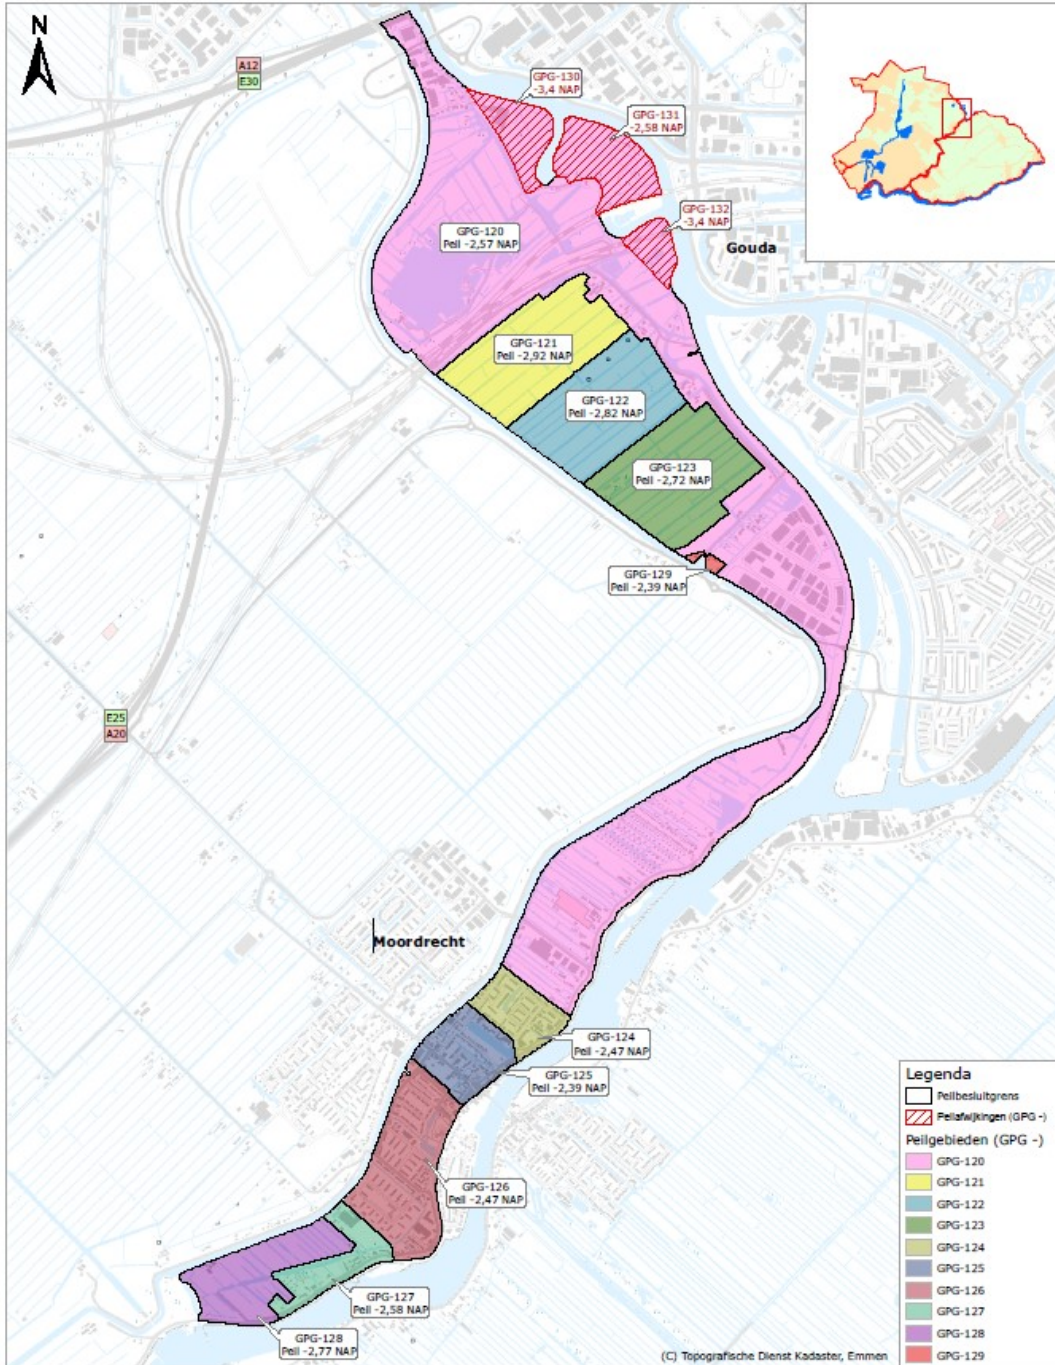 N
A12
E30
GPG-130
-3,4 NAP
GPG-131
-2,58 NAP
GPG-132
-3,4 NAP
Gouda
GPG-120
Peil -2,57 NAP
GPG-121
Peil -2,92 NAP
GPG-122
Peil -2,82 NAP
GPG-123
Peil -2,72 NAP
GPG-129
Peil -2,39 NAP
E25
A20
Moordrecht
GPG-124
Peil -2,47 NAP
GPG-125
Peil -2,39 NAP
GPG-126
Peil -2,47 NAP
GPG-127
Peil -2,58 NAP
GPG-128
Peil -2,77 NAP
Legenda
Peilbesluitgrens
Peilafwijkingen (GPG -)
Peilgebieden (GPG -)
GPG-120
GPG-121
GPG-122
GPG-123
GPG-124
GPG-125
GPG-126
GPG-127
GPG-128
GPG-129
(C) Topografische Dienst Kadaster, Emmen